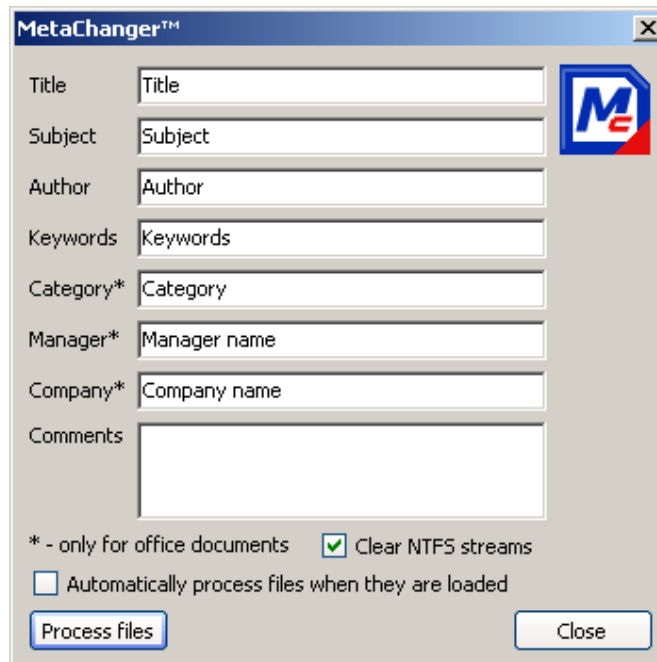 MetaChanger™
Title Title
Mc
Subject Subject
Author Author
Keywords Keywords
Category* Category
Manager* Manager name
Company* Company name
Comments
* - only for office documents Clear NTFS streams
Automatically process files when they are loaded
Process files Close